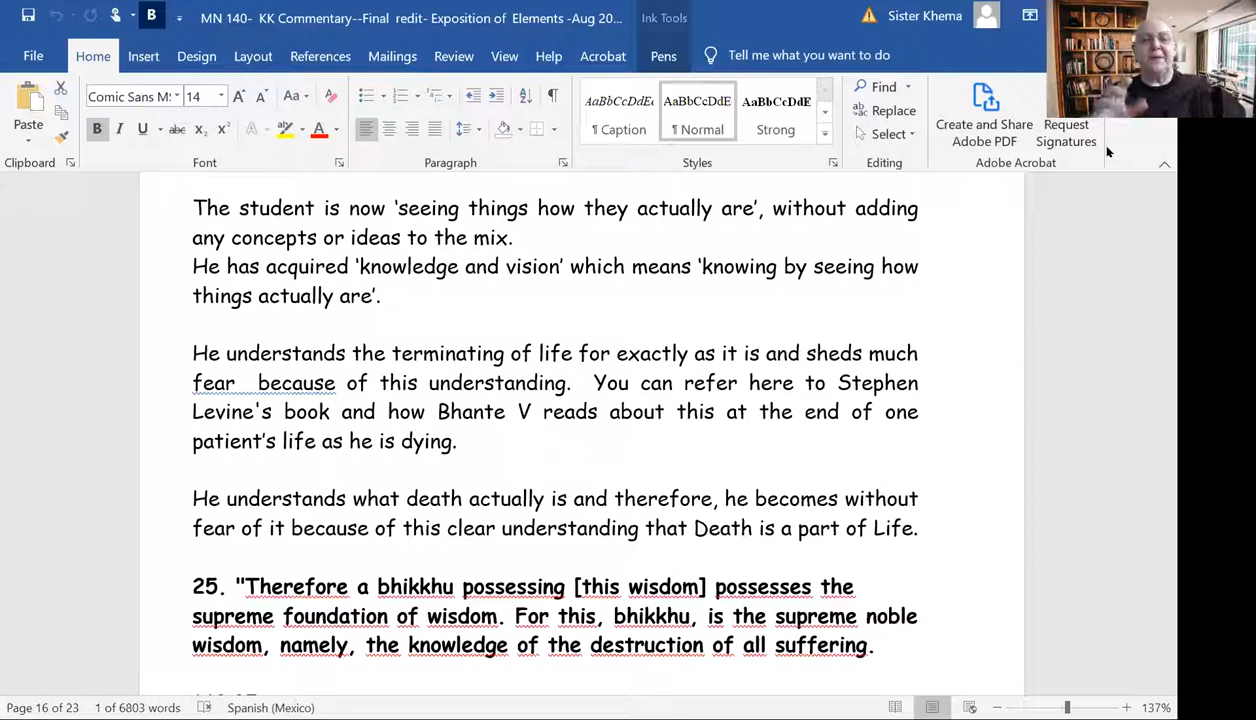 MN 140- KK Commentary--Final redit- Exposition of Elements -Aug 20...
Ink Tools
Sister Khema
File Home Insert Design Layout References Mailings Review View Help Acrobat Pens Tell me what you want to do
Paste
Comic Sans M 14
B I U abc
AaBbCcDdEe AaBbCcDdE AaBbCcDdE
¶ Caption ¶ Normal Strong
Find
Replace
Select
Create and Share
Adobe PDF
Request
Signatures
Clipboard Font Paragraph Styles Editing Adobe Acrobat
The student is now ‘seeing things how they actually are’, without adding
any concepts or ideas to the mix.
He has acquired ‘knowledge and vision’ which means ‘knowing by seeing how
things actually are’.
He understands the terminating of life for exactly as it is and sheds much
fear because of this understanding. You can refer here to Stephen
Levine's book and how Bhante V reads about this at the end of one
patient’s life as he is dying.
He understands what death actually is and therefore, he becomes without
fear of it because of this clear understanding that Death is a part of Life.
25. "Therefore a bhikkhu possessing [this wisdom] possesses the
supreme foundation of wisdom. For this, bhikkhu, is the supreme noble
wisdom, namely, the knowledge of the destruction of all suffering.
Page 16 of 23 1 of 6803 words Spanish (Mexico) 137%